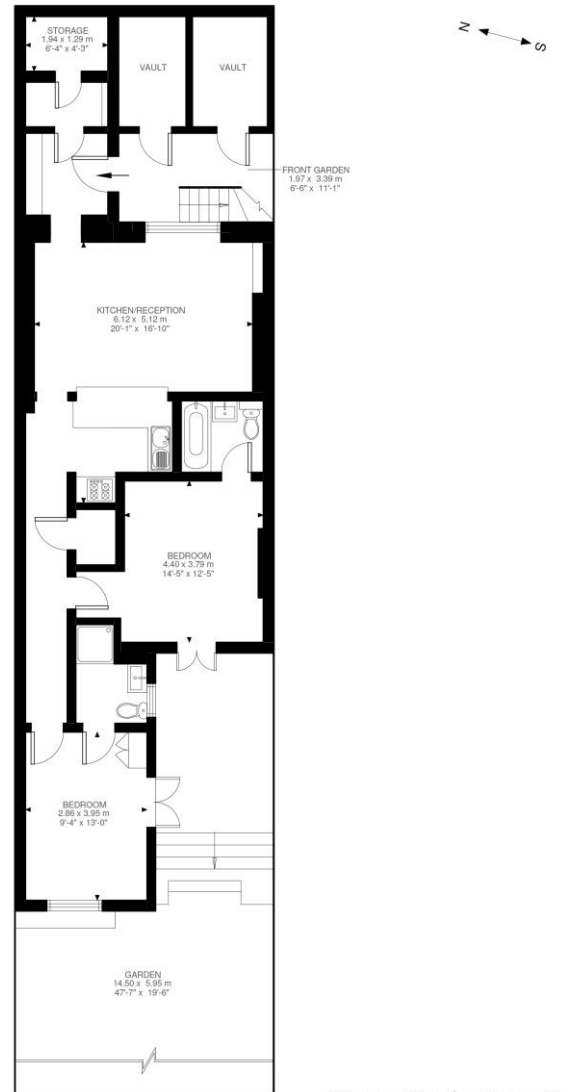 STORAGE
1.94 x 1.29 m
6'-4" x 4'-3"
VAULT
VAULT
N
S
FRONT GARDEN
1.97 x 3.39 m
6'-6" x 11'-1"
KITCHEN/RECEPTION
6.12 x 5.12 m
20'-1" x 16'-10"
BEDROOM
4.40 x 3.79 m
14'-5" x 12'-5"
BEDROOM
2.86 x 3.95 m
9'-4" x 13'-0"
GARDEN
14.50 x 5.95 m
47'-7" x 19'-6"